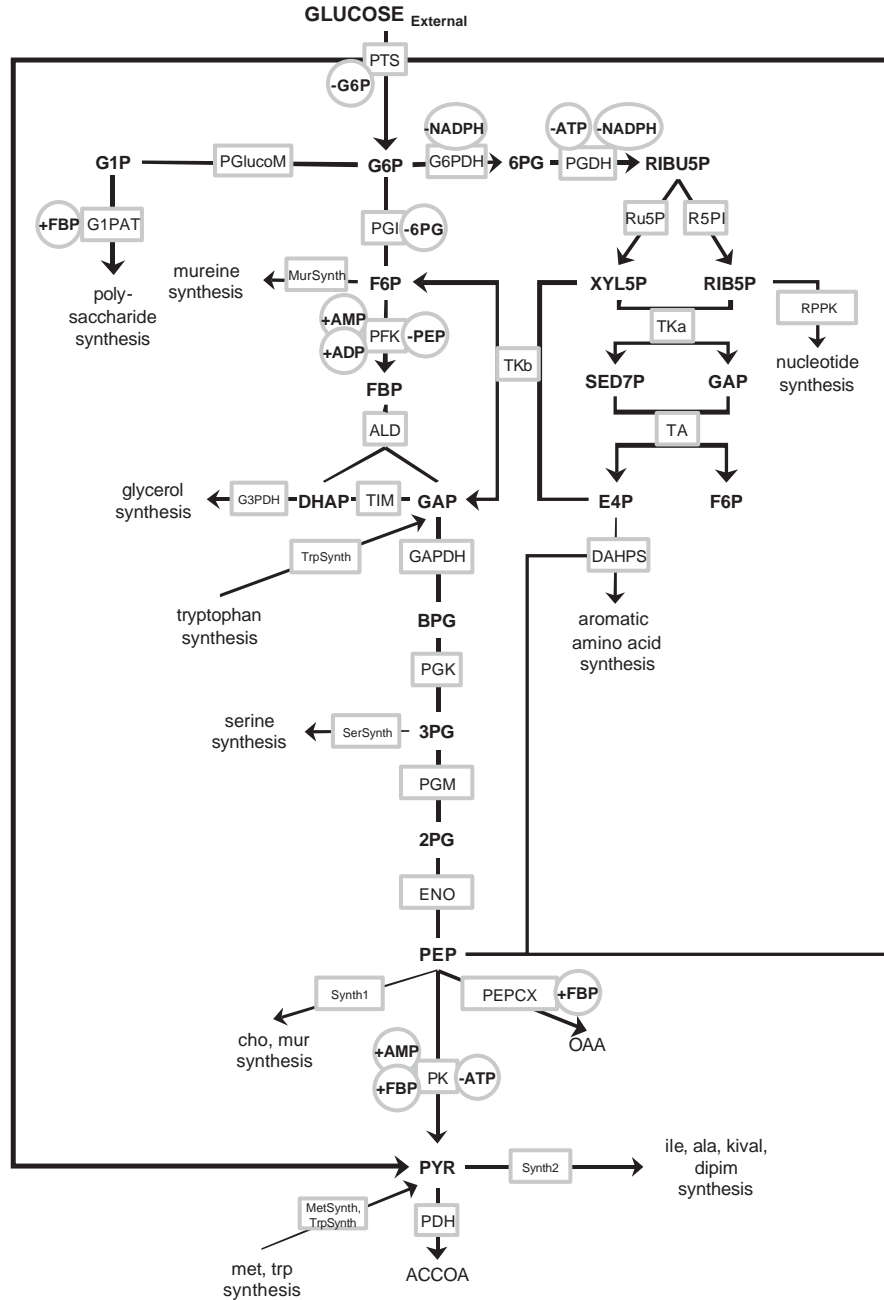 GLUCOSE External
PTS
-G6P
-NADPH
-ATP
-NADPH
G1P
PGlucoM
G6P
G6PDH
6PG
PGDH
RIBU5P
+FBP
G1PAT
PGI
-6PG
Ru5P
R5PI
poly-
saccharide
synthesis
mureine
synthesis
MurSynth
F6P
XYL5P
RIB5P
+AMP
+ADP
PFK
-PEP
TKa
RPPK
nucleotide
synthesis
TKb
FBP
SED7P
GAP
ALD
TA
glycerol
synthesis
G3PDH
DHAP
TIM
GAP
E4P
F6P
TrpSynth
GAPDH
DAHPS
tryptophan
synthesis
BPG
aromatic
amino acid
synthesis
PGK
serine
synthesis
SerSynth
3PG
PGM
2PG
ENO
PEP
Synth1
PEPCX
+FBP
cho, mur
synthesis
OAA
+AMP
+FBP
PK
-ATP
PYR
Synth2
ile, ala, kival,
dipim
synthesis
MetSynth,
TrpSynth
PDH
met, trp
synthesis
ACCOA